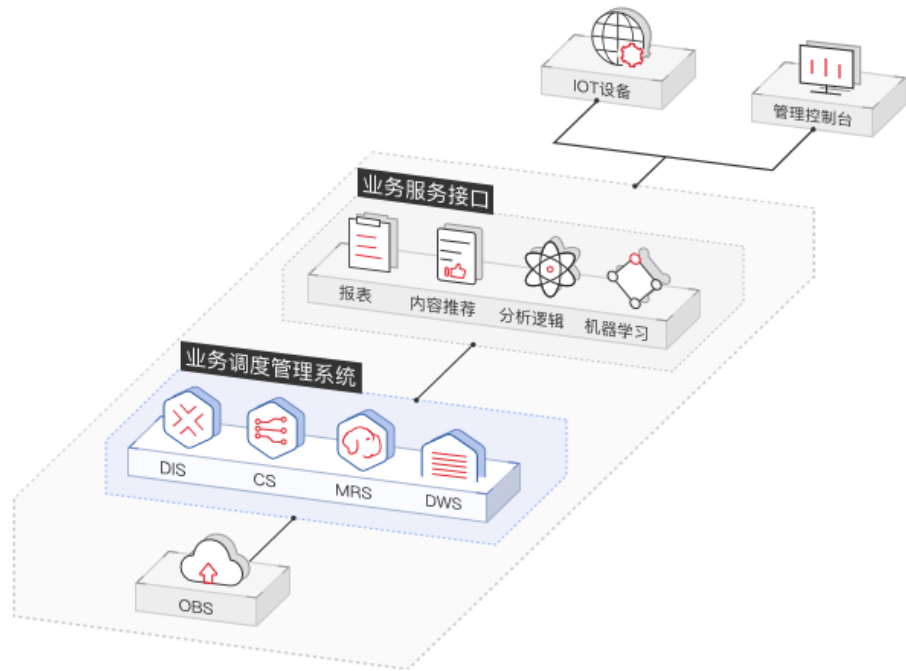 IOT设备
管理控制台
业务服务接口
报表
内容推荐
分析逻辑
机器学习
业务调度管理系统
DIS
CS
MRS
DWS
OBS